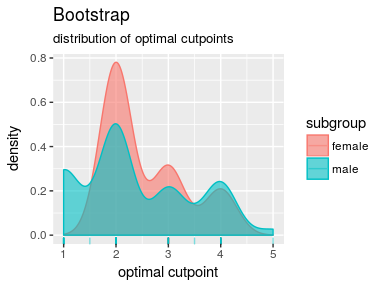 Bootstrap
distribution of optimal cutpoints
0.8
0.6
0.4
0.2
0.0
density
1 2 3 4 5
optimal cutpoint
subgroup
female
male